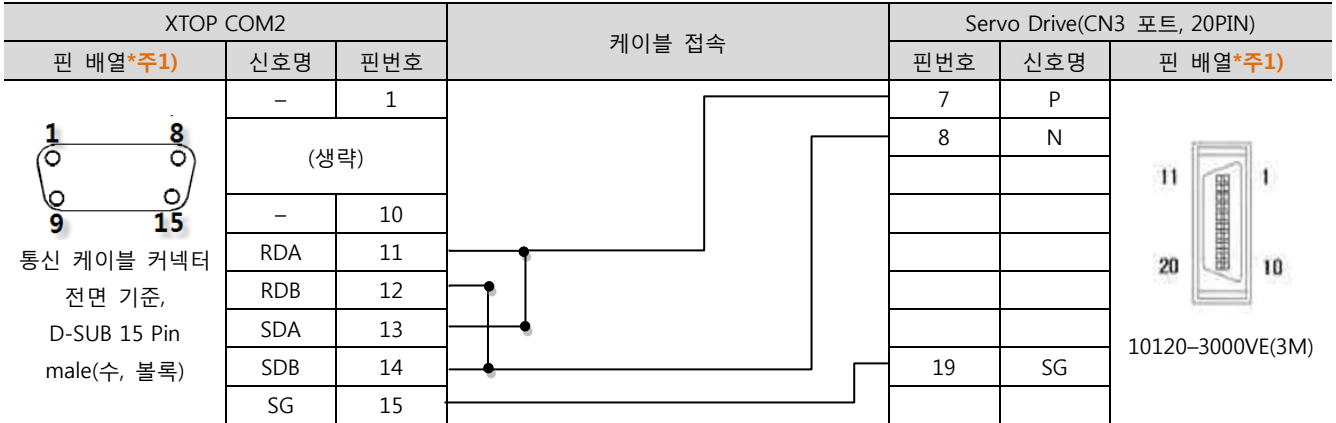 XTOP COM2 케이블 접속 Servo Drive(CN3 포트, 20PIN)
핀 배열*주1) 신호명 핀번호 핀번호 신호명 핀 배열*주1)
– 1 7 P
(생략) 8 N
– 10
RDA 11
RDB 12
SDA 13
SDB 14 19 SG
SG 15
1 8
9 15
통신 케이블 커넥터
전면 기준,
D-SUB 15 Pin
male(수, 볼록)
11 1
20 10
10120–3000VE(3M)